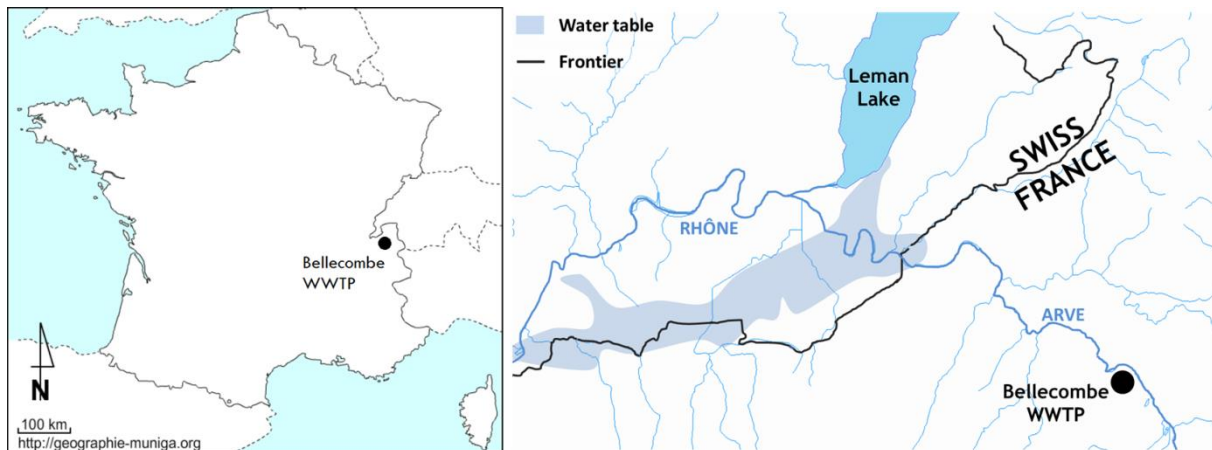 Bellecombe
WWTP
N
100 km
http://geographie-muniga.org
Water table
Frontier
Leman
Lake
SWISS
FRANCE
RHÔNE
ARVE
Bellecombe
WWTP